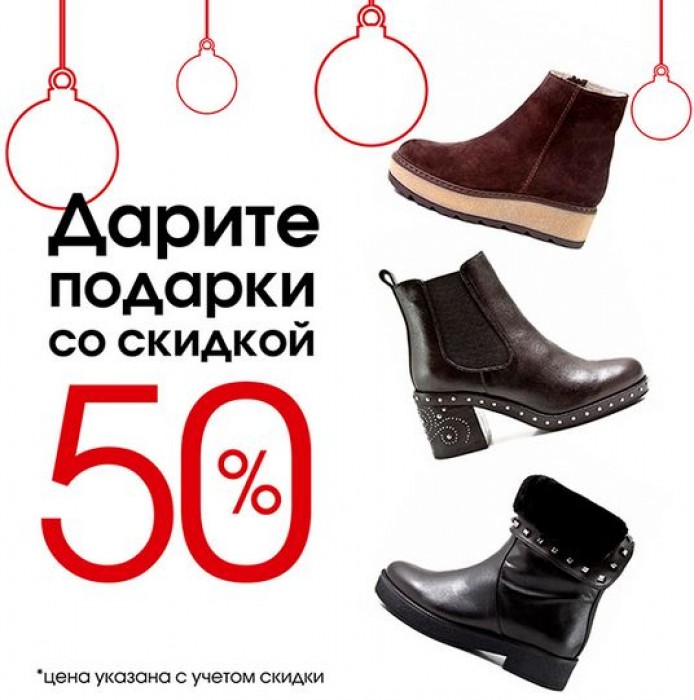 Дарите
подарки
со скидкой
50%
*цена указана с учетом скидки